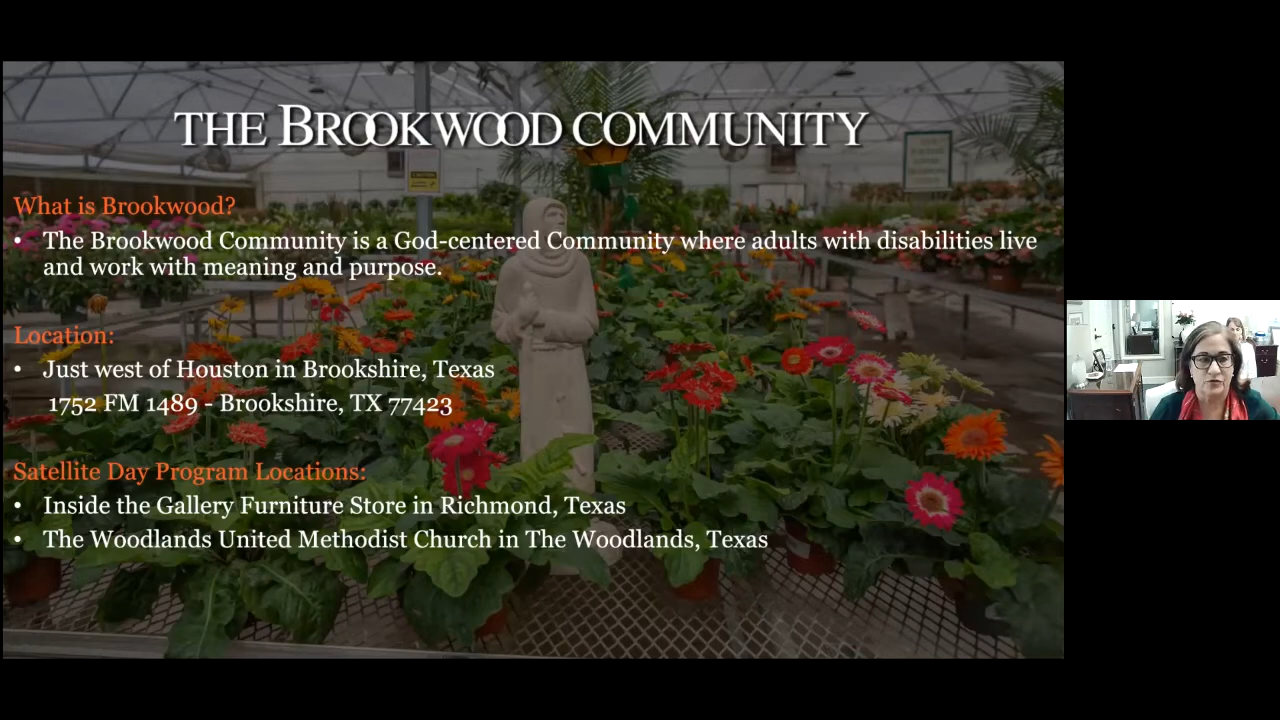 THE BROOKWOOD COMMUNITY
What is Brookwood?
• The Brookwood Community is a God-centered Community where adults with disabilities live
and work with meaning and purpose.
Location:
• Just west of Houston in Brookshire, Texas
1752 FM 1489 - Brookshire, TX 77423
Satellite Day Program Locations:
• Inside the Gallery Furniture Store in Richmond, Texas
• The Woodlands United Methodist Church in The Woodlands, Texas